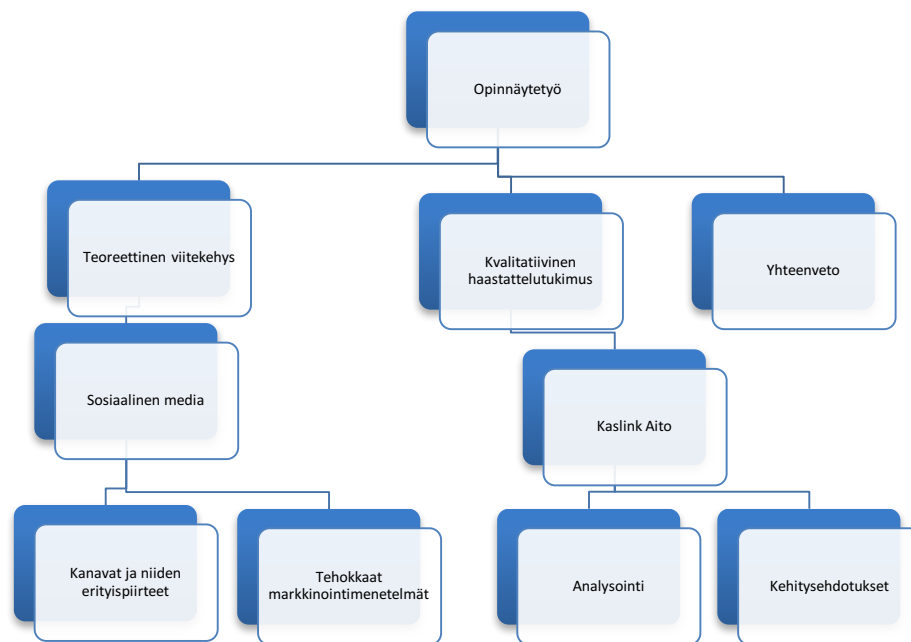 Opinnäytetyö
Teoreettinen viitekehys
Kvalitatiivinen
haastattelutukimus
Yhteenveto
Sosiaalinen media
Kaslink Aito
Kanavat ja niiden
erityispiirteet
Tehokkaat
markkinointimenetelmät
Analysointi
Kehitysehdotukset